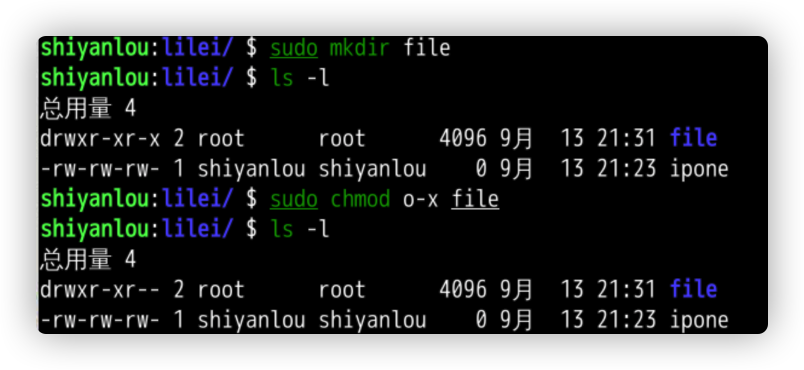 shiyanlou:lilei/ $ sudo mkdir file
shiyanlou:lilei/ $ ls -l
总用量 4
drwxr-xr-x 2 root root 4096 9月 13 21:31 file
-rw-rw-rw- 1 shiyanlou shiyanlou 0 9月 13 21:23 ipone
shiyanlou:lilei/ $ sudo chmod o-x file
shiyanlou:lilei/ $ ls -l
总用量 4
drwxr-xr-- 2 root root 4096 9月 13 21:31 file
-rw-rw-rw- 1 shiyanlou shiyanlou 0 9月 13 21:23 ipone